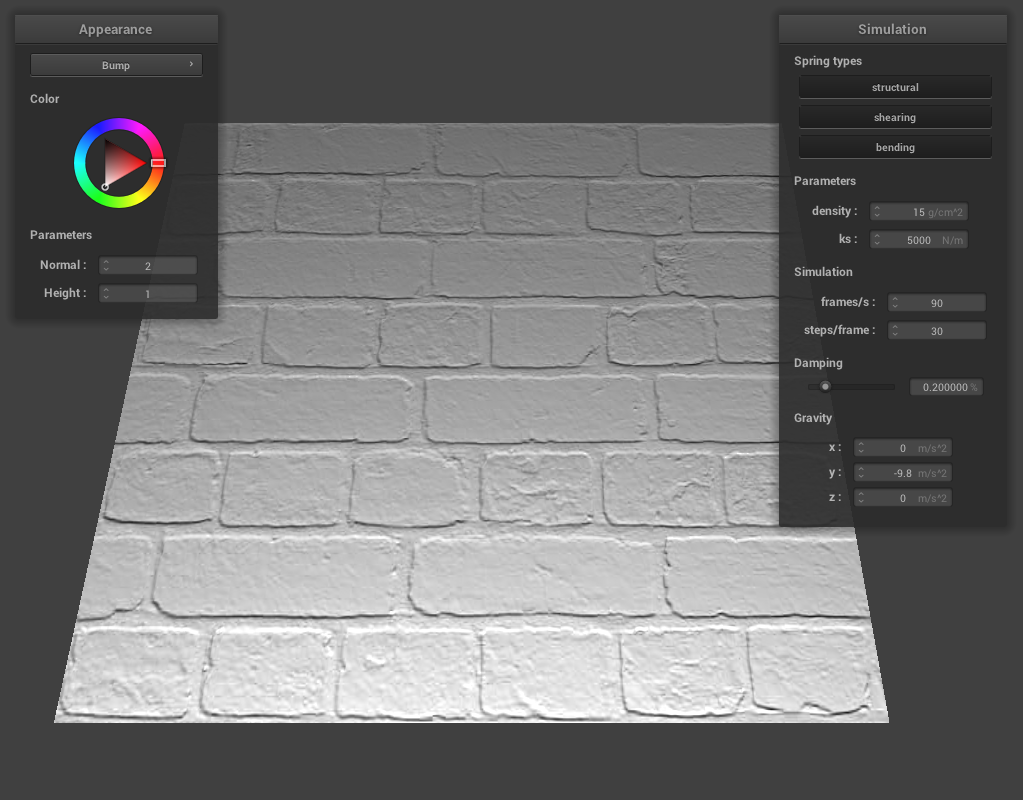 Appearance
Bump
Color
Parameters
Normal : 2
Height : 1
Simulation
Spring types
structural
shearing
bending
Parameters
density : 15 g/cm^2
ks : 5000 N/m
Simulation
frames/s : 90
steps/frame : 30
Damping
0.200000 %
Gravity
x : 0 m/s^2
y : -9.8 m/s^2
z : 0 m/s^2